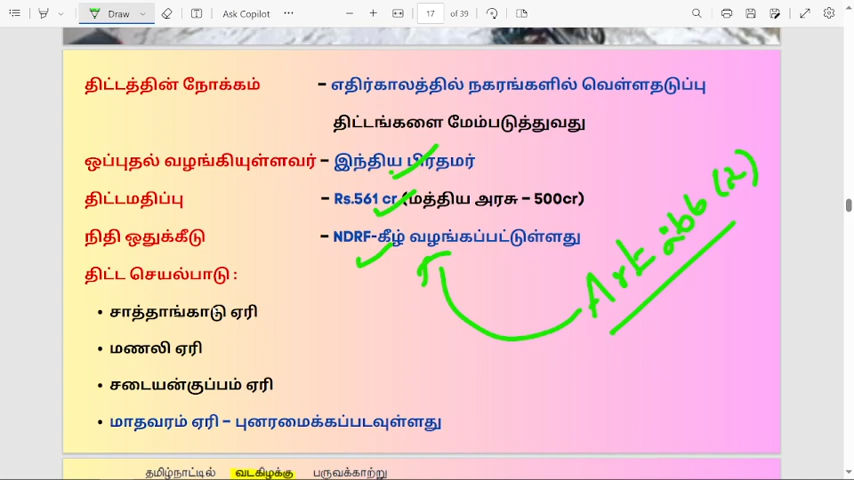 Draw
Ask Copilot
17 of 39
திட்டத்தின் நோக்கம் – எதிர்காலத்தில் நகரங்களில் வெள்ளதடுப்பு
திட்டங்களை மேம்படுத்துவது
ஒப்புதல் வழங்கியுள்ளவர் – இந்திய பிரதமர்
திட்டமதிப்பு – Rs.561 cr (மத்திய அரசு – 500cr)
நிதி ஒதுக்கீடு – NDRF-கீழ் வழங்கப்பட்டுள்ளது
திட்ட செயல்பாடு :
• சாத்தாங்காடு ஏரி
• மணலி ஏரி
• சடையன்குப்பம் ஏரி
• மாதவரம் ஏரி – புனரமைக்கப்படவுள்ளது
தமிழ்நாட்டில் வடகிழக்கு பருவக்காற்று